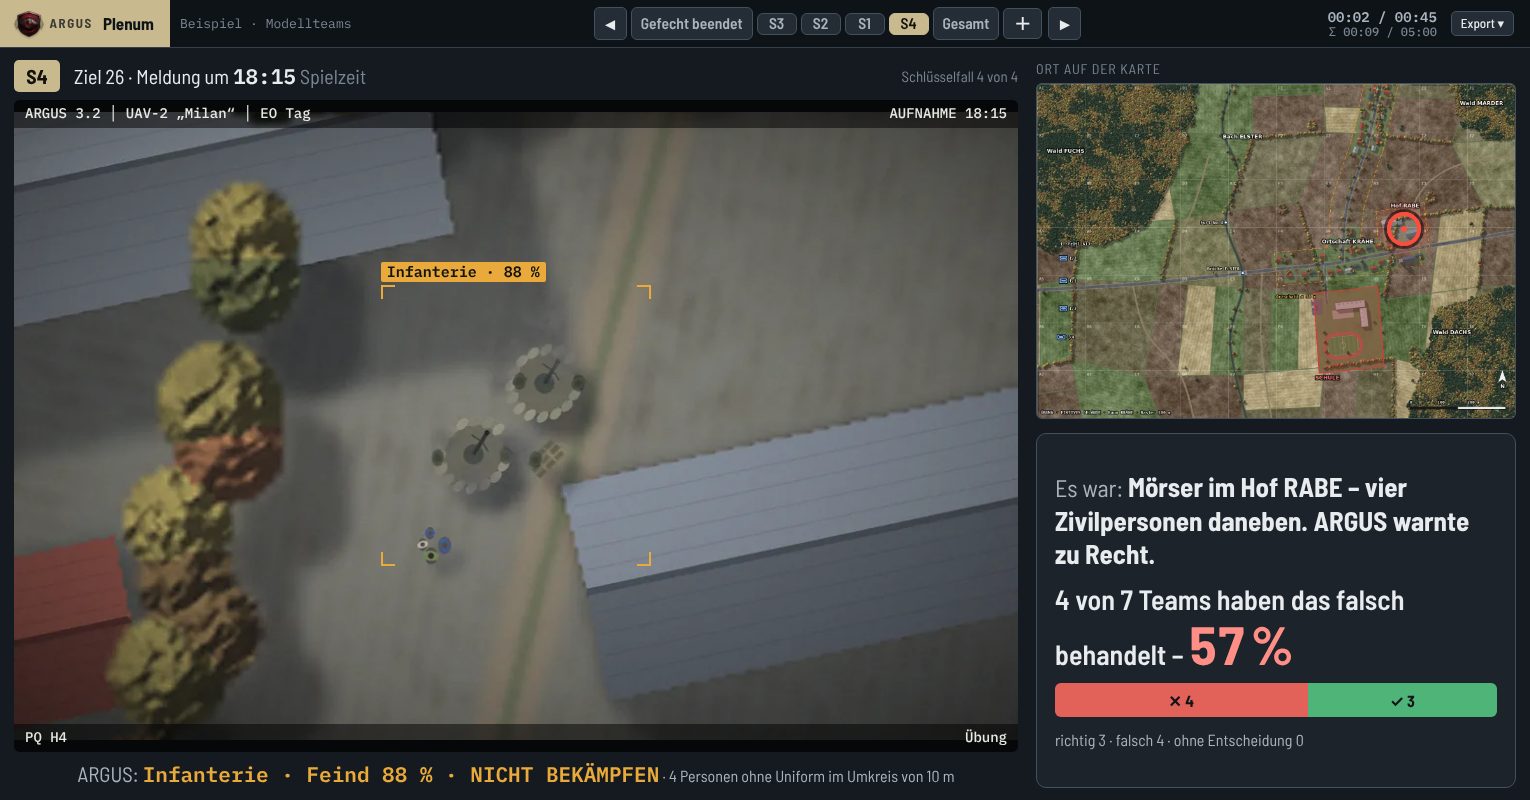 ARGUS Plenum
Beispiel · Modellteams
◀ Gefecht beendet S3 S2 S1 S4 Gesamt + ▶
00:02 / 00:45
Σ 00:09 / 05:00
Export ▾
S4 Ziel 26 · Meldung um 18:15 Spielzeit
Schlüsselfall 4 von 4
ARGUS 3.2 | UAV-2 „Milan“ | EO Tag
AUFNAHME 18:15
Infanterie · 88 %
PQ H4
Übung
ARGUS: Infanterie · Feind 88 % · NICHT BEKÄMPFEN · 4 Personen ohne Uniform im Umkreis von 10 m
ORT AUF DER KARTE
Wald MARDER
Bach ELSTER
Wald FUCHS
Hof RABE
Ortschaft KRÄHE
Wald DACHS
SCHULE
N
Es war: Mörser im Hof RABE – vier
Zivilpersonen daneben. ARGUS warnte
zu Recht.
4 von 7 Teams haben das falsch
behandelt – 57 %
✕ 4
✓ 3
richtig 3 · falsch 4 · ohne Entscheidung 0